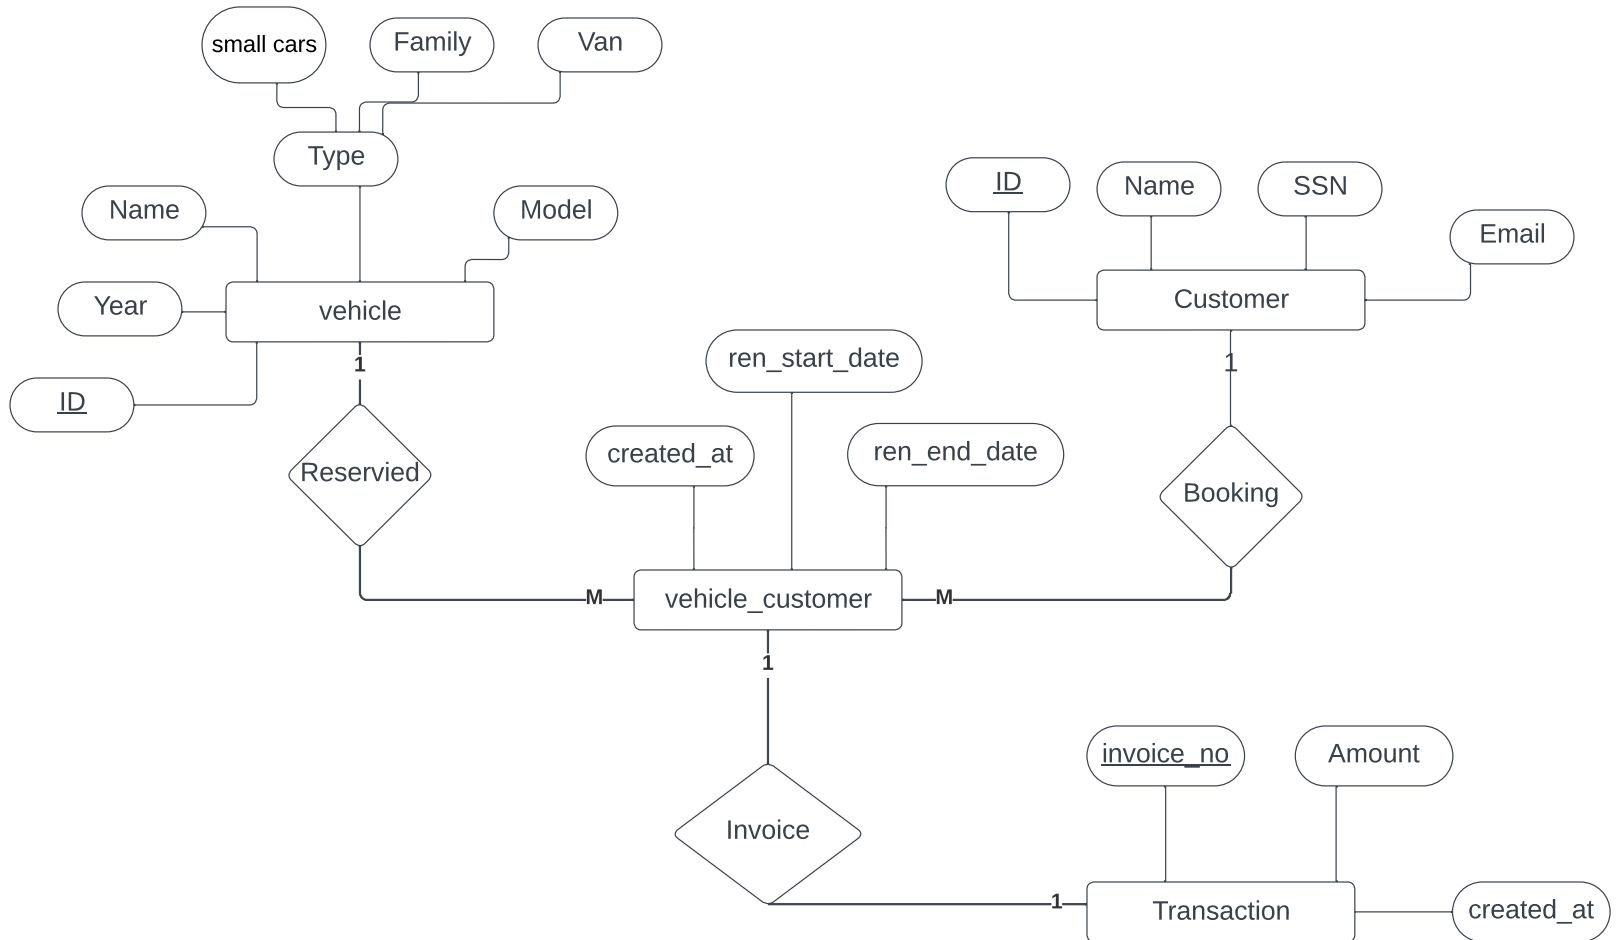 small cars
Family
Van
Type
Name
Model
Year
vehicle
ID
1
Reservied
ID
Name
SSN
Email
Customer
1
Booking
ren_start_date
created_at
ren_end_date
M
vehicle_customer
M
1
Invoice
1
invoice_no
Amount
Transaction
created_at